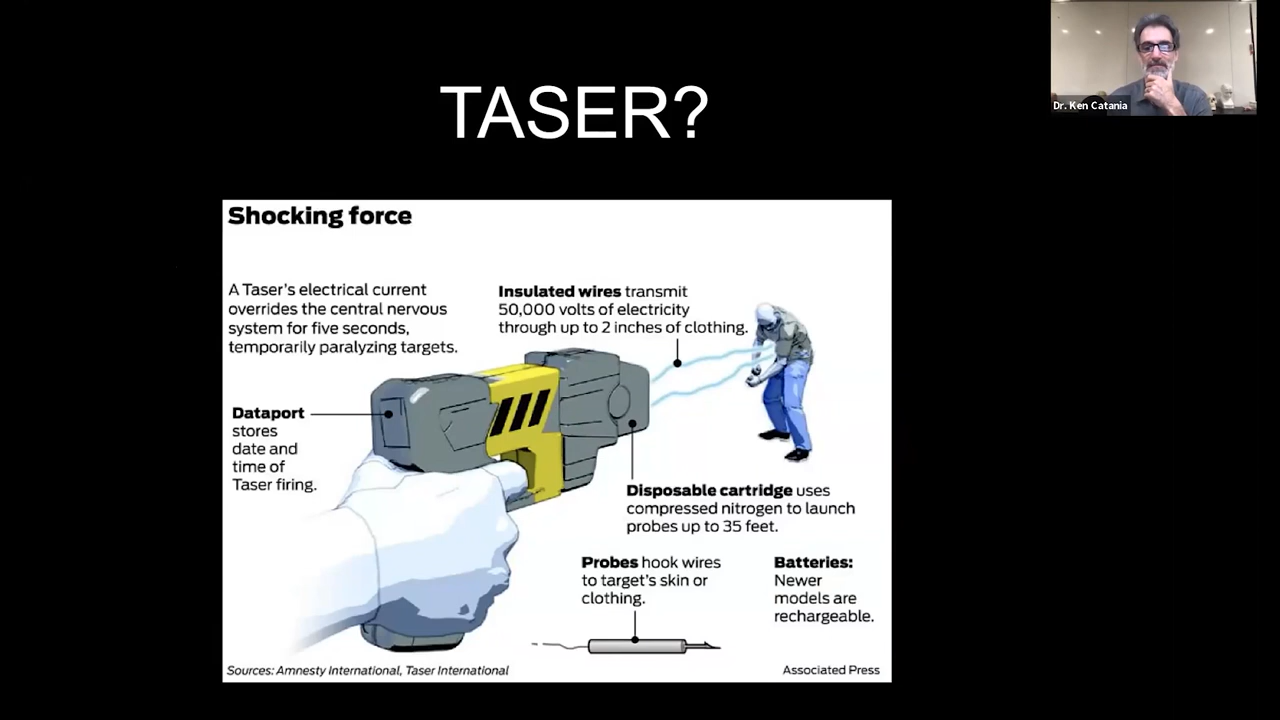 Dr. Ken Catania
TASER?
Shocking force
A Taser's electrical current
overrides the central nervous
system for five seconds,
temporarily paralyzing targets.
Insulated wires transmit
50,000 volts of electricity
through up to 2 inches of clothing.
Dataport
stores
date and
time of
Taser firing.
Disposable cartridge uses
compressed nitrogen to launch
probes up to 35 feet.
Probes hook wires
to target's skin or
clothing.
Batteries:
Newer
models are
rechargeable.
Sources: Amnesty International, Taser International
Associated Press